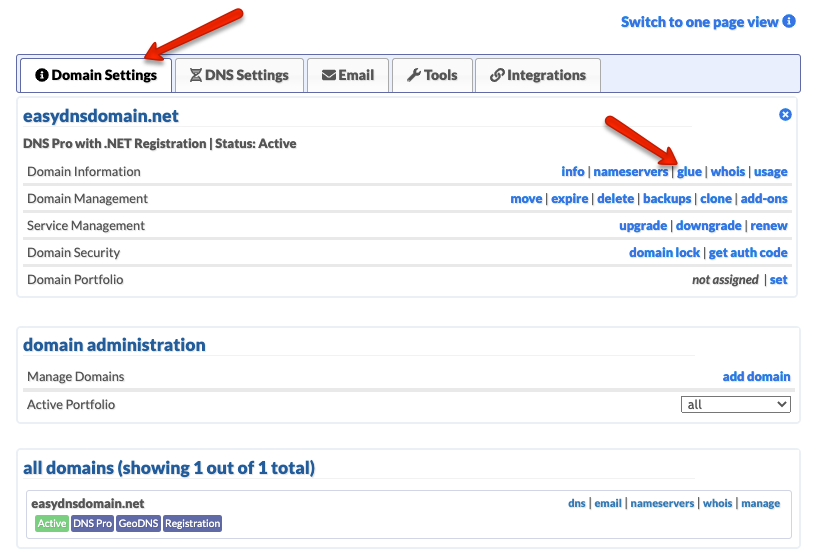 Switch to one page view
Domain Settings DNS Settings Email Tools Integrations
easydnsdomain.net
DNS Pro with .NET Registration | Status: Active
Domain Information info | nameservers | glue | whois | usage
Domain Management move | expire | delete | backups | clone | add-ons
Service Management upgrade | downgrade | renew
Domain Security domain lock | get auth code
Domain Portfolio not assigned | set
domain administration
Manage Domains add domain
Active Portfolio all
all domains (showing 1 out of 1 total)
easydnsdomain.net dns | email | nameservers | whois | manage
Active DNS Pro GeoDNS Registration